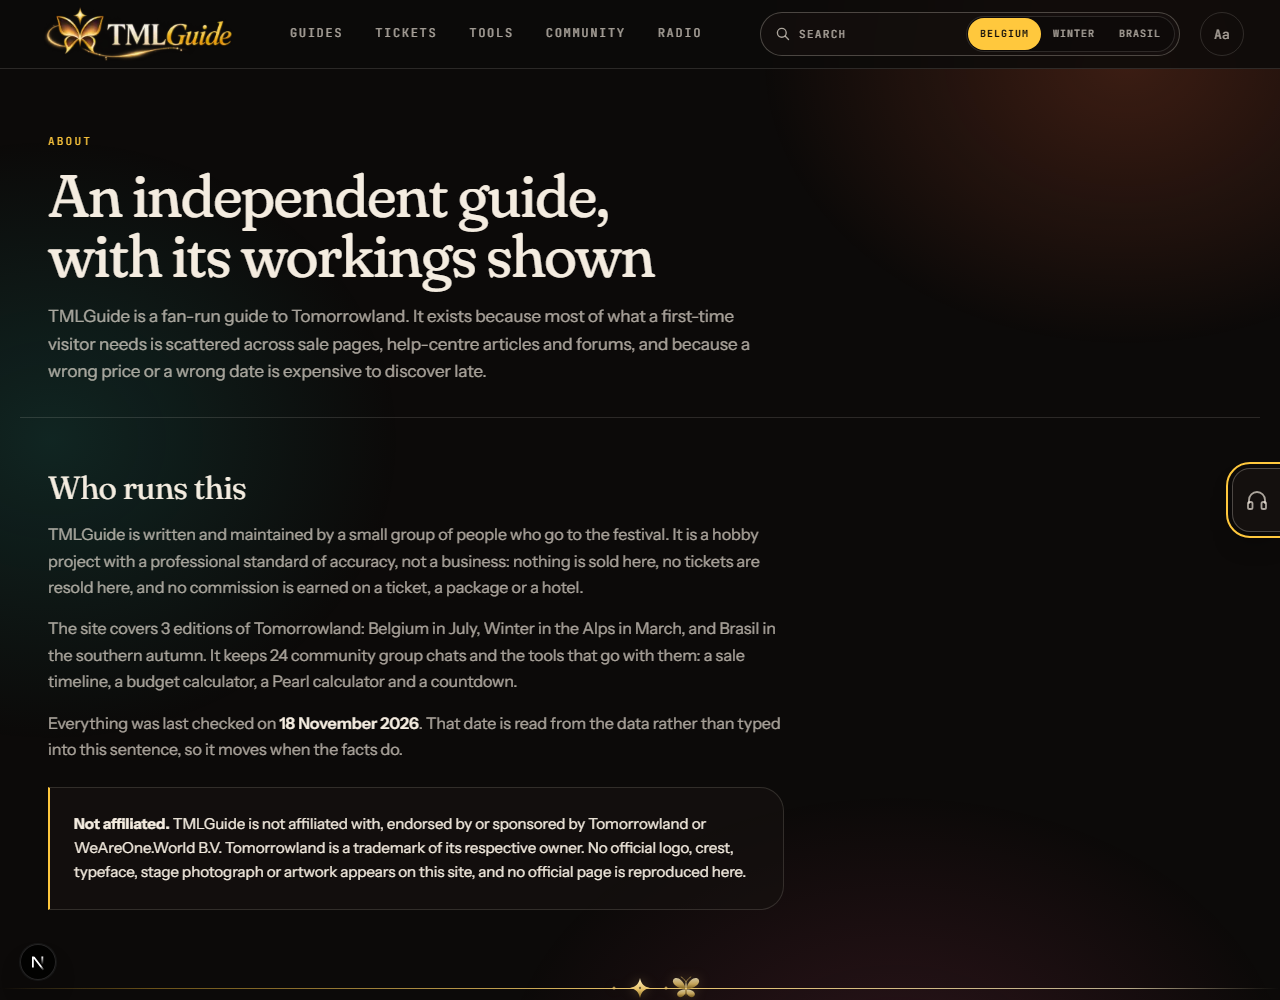 TMLGuide
GUIDES
TICKETS
TOOLS
COMMUNITY
RADIO
SEARCH
BELGIUM
WINTER
BRASIL
Aa
ABOUT
An independent guide,
with its workings shown
TMLGuide is a fan-run guide to Tomorrowland. It exists because most of what a first-time
visitor needs is scattered across sale pages, help-centre articles and forums, and because a
wrong price or a wrong date is expensive to discover late.
Who runs this
TMLGuide is written and maintained by a small group of people who go to the festival. It is a hobby
project with a professional standard of accuracy, not a business: nothing is sold here, no tickets are
resold here, and no commission is earned on a ticket, a package or a hotel.
The site covers 3 editions of Tomorrowland: Belgium in July, Winter in the Alps in March, and Brasil in
the southern autumn. It keeps 24 community group chats and the tools that go with them: a sale
timeline, a budget calculator, a Pearl calculator and a countdown.
Everything was last checked on 18 November 2026. That date is read from the data rather than typed
into this sentence, so it moves when the facts do.
Not affiliated. TMLGuide is not affiliated with, endorsed by or sponsored by Tomorrowland or
WeAreOne.World B.V. Tomorrowland is a trademark of its respective owner. No official logo, crest,
typeface, stage photograph or artwork appears on this site, and no official page is reproduced here.
N